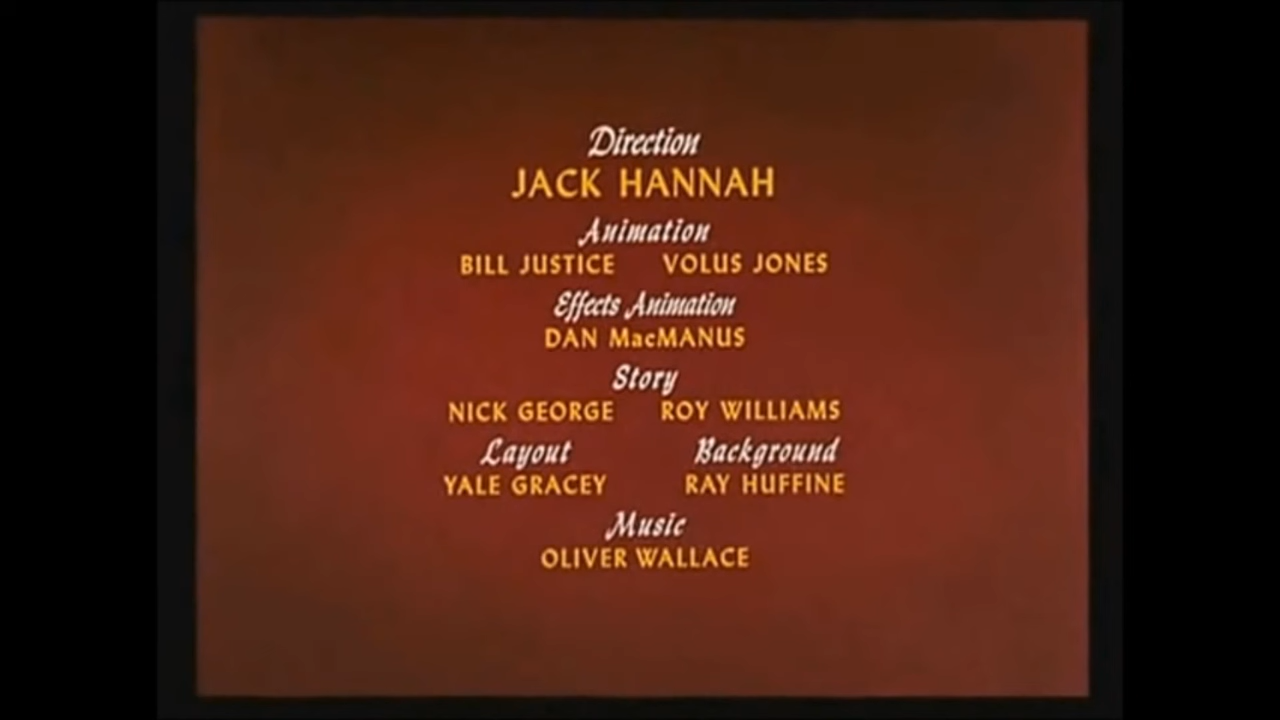 Direction
JACK HANNAH
Animation
BILL JUSTICE VOLUS JONES
Effects Animation
DAN MacMANUS
Story
NICK GEORGE ROY WILLIAMS
Layout Background
YALE GRACEY RAY HUFFINE
Music
OLIVER WALLACE